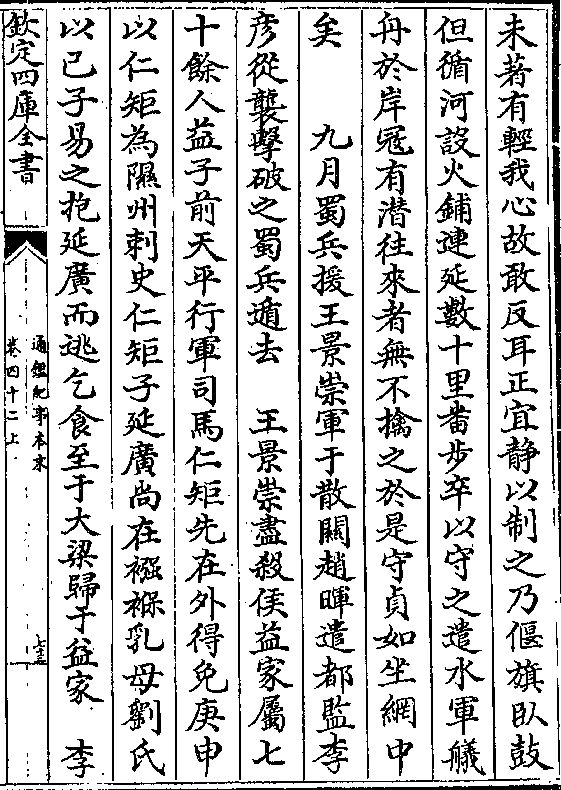 未著有輕我心故敢反耳正宜静以制之乃偃旗卧鼓
但循河設火鋪連延數十里畨步卒以守之遣水軍艤
舟於岸冦有潜往來者無不擒之於是守貞如坐網中
矣　九月蜀兵援王景崇軍于散關趙暉遣都監李
彦從襲擊破之蜀兵遁去　王景崇盡殺侯益家屬七
十餘人益子前天平行軍司馬仁矩先在外得免庚申
以仁矩為隰州刺史仁矩子延廣尚在襁褓乳母劉氏
以己子易之抱延廣而逃乞食至于大梁歸于益家　李
欽定四庫全書
通鑑紀事本末
卷四十二上